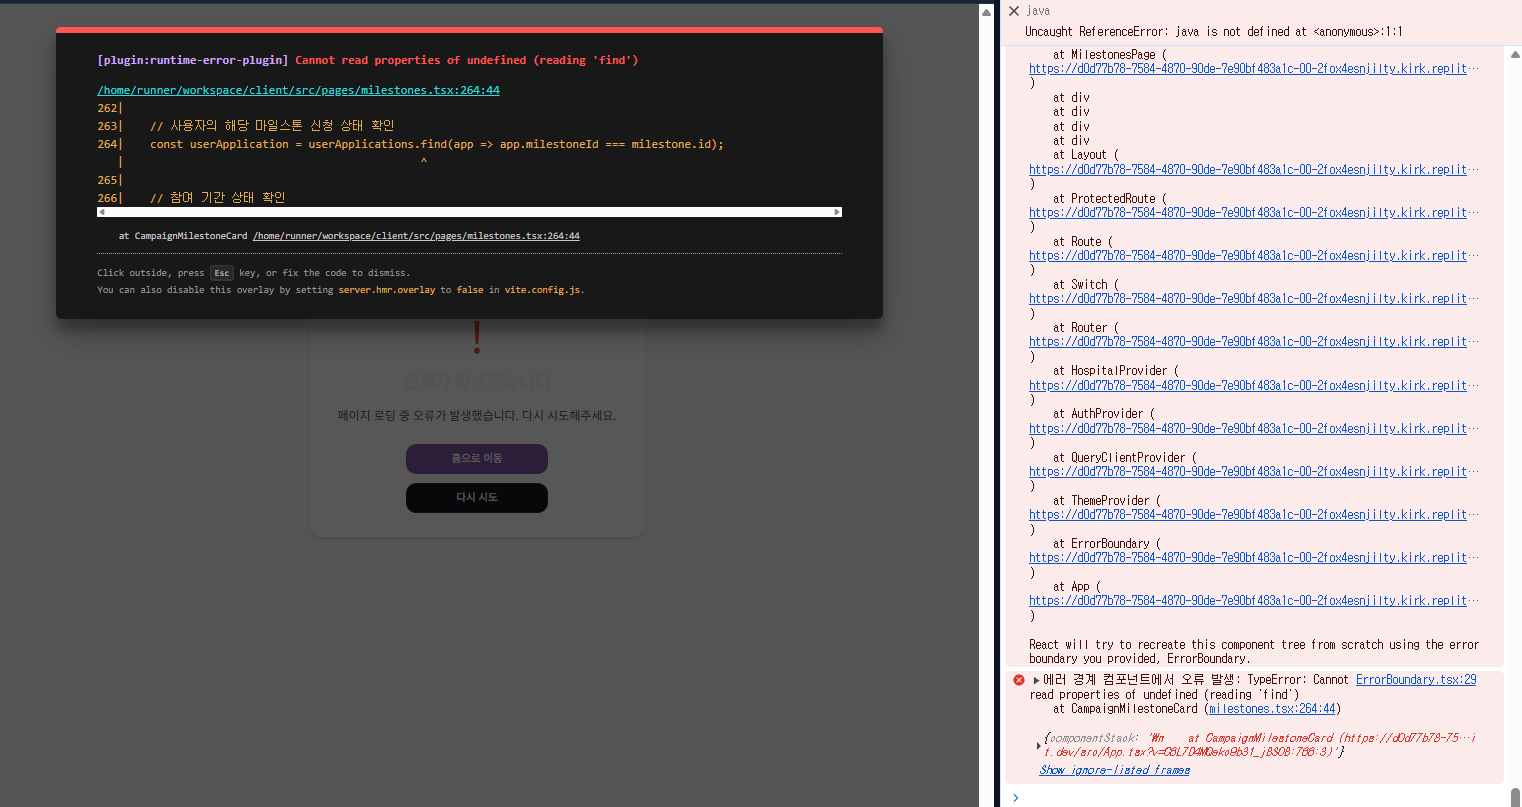 [plugin:runtime-error-plugin] Cannot read properties of undefined (reading 'find')
/home/runner/workspace/client/src/pages/milestones.tsx:264:44
262|
263|    // 사용자의 해당 마일스톤 신청 상태 확인
264|    const userApplication = userApplications.find(app => app.milestoneId === milestone.id);
   |                                            ^
265|
266|    // 참여 기간 상태 확인
at CampaignMilestoneCard /home/runner/workspace/client/src/pages/milestones.tsx:264:44
Click outside, press Esc key, or fix the code to dismiss.
You can also disable this overlay by setting server.hmr.overlay to false in vite.config.js.
!
문제가 발생했습니다
페이지 로딩 중 오류가 발생했습니다. 다시 시도해주세요.
홈으로 이동
다시 시도
java
Uncaught ReferenceError: java is not defined at <anonymous>:1:1
at MilestonesPage (
https://d0d77b78-7584-4870-90de-7e90bf483a1c-00-2fox4esnjilty.kirk.replit…
)
at div
at div
at div
at div
at Layout (
https://d0d77b78-7584-4870-90de-7e90bf483a1c-00-2fox4esnjilty.kirk.replit…
)
at ProtectedRoute (
https://d0d77b78-7584-4870-90de-7e90bf483a1c-00-2fox4esnjilty.kirk.replit…
)
at Route (
https://d0d77b78-7584-4870-90de-7e90bf483a1c-00-2fox4esnjilty.kirk.replit…
)
at Switch (
https://d0d77b78-7584-4870-90de-7e90bf483a1c-00-2fox4esnjilty.kirk.replit…
)
at Router (
https://d0d77b78-7584-4870-90de-7e90bf483a1c-00-2fox4esnjilty.kirk.replit…
)
at HospitalProvider (
https://d0d77b78-7584-4870-90de-7e90bf483a1c-00-2fox4esnjilty.kirk.replit…
)
at AuthProvider (
https://d0d77b78-7584-4870-90de-7e90bf483a1c-00-2fox4esnjilty.kirk.replit…
)
at QueryClientProvider (
https://d0d77b78-7584-4870-90de-7e90bf483a1c-00-2fox4esnjilty.kirk.replit…
)
at ThemeProvider (
https://d0d77b78-7584-4870-90de-7e90bf483a1c-00-2fox4esnjilty.kirk.replit…
)
at ErrorBoundary (
https://d0d77b78-7584-4870-90de-7e90bf483a1c-00-2fox4esnjilty.kirk.replit…
)
at App (
https://d0d77b78-7584-4870-90de-7e90bf483a1c-00-2fox4esnjilty.kirk.replit…
)
React will try to recreate this component tree from scratch using the error
boundary you provided, ErrorBoundary.
에러 경계 컴포넌트에서 오류 발생: TypeError: Cannot ErrorBoundary.tsx:29
read properties of undefined (reading 'find')
at CampaignMilestoneCard (milestones.tsx:264:44)
{componentStack: '₩n    at CampaignMilestoneCard (https://d0d77b78-75…i
Show ignore-listed frames